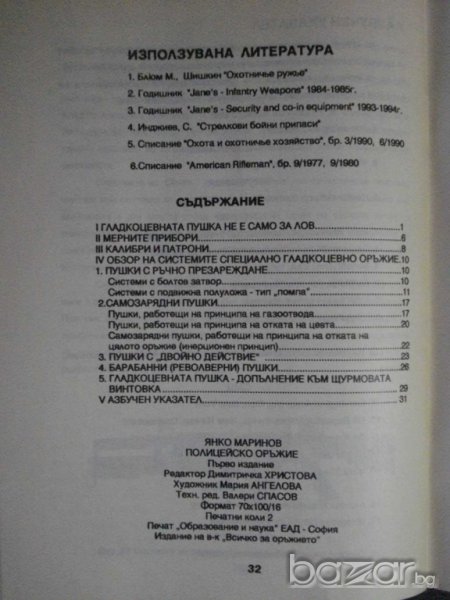 ИЗПОЛЗУВАНА ЛИТЕРАТУРА
1. Блюм М., Шишкин "Охотничье ружье"
2. Годишник "Jane's - Infantry Weapons" 1984-1985г.
3. Годишник "Jane's - Security and co-in equipment" 1993-1994г.
4. Инджиев, С. "Стрелкови бойни припаси"
5. Списание "Охота и охотничье хозяйство", бр. 3/1990, 6/1990
6.Списание "American Rifleman", бр. 9/1977, 9/1980
СЪДЪРЖАНИЕ
I ГЛАДКОЦЕВНАТА ПУШКА НЕ Е САМО ЗА ЛОВ............1
II МЕРНИТЕ ПРИБОРИ............6
III КАЛИБРИ И ПАТРОНИ............8
IV ОБЗОР НА СИСТЕМИТЕ СПЕЦИАЛНО ГЛАДКОЦЕВНО ОРЪЖИЕ.10
1. ПУШКИ С РЪЧНО ПРЕЗАРЕЖДАНЕ............10
Системи с болтов затвор............10
Системи с подвижна полуложа - тип „помпа"............11
2.САМОЗАРЯДНИ ПУШКИ............17
Пушки, работещи на принципа на газоотвода............17
Пушки, работещи на принципа на отката на цевта............20
Самозарядни пушки, работещи на принципа на отката на
цялото оръжие (инерционен принцип)............22
3. ПУШКИ С „ДВОЙНО ДЕЙСТВИЕ"............23
4. БАРАБАННИ (РЕВОЛВЕРНИ) ПУШКИ............26
5. ГЛАДКОЦЕВНАТА ПУШКА - ДОПЪЛНЕНИЕ КЪМ ЩУРМОВАТА
ВИНТОВКА............29
V АЗБУЧЕН УКАЗАТЕЛ............31
ЯНКО МАРИНОВ
ПОЛИЦЕЙСКО ОРЪЖИЕ
Първо издание
Редактор Димитричка ХРИСТОВА
Художник Мария АНГЕЛОВА
Техн. ред. Валери СПАСОВ
Формат 70х100/16
Печатни коли 2
Печат „Образование и наука" ЕАД - София
Издание на в-к „Всичко за оръжието"
32
bazar.bg